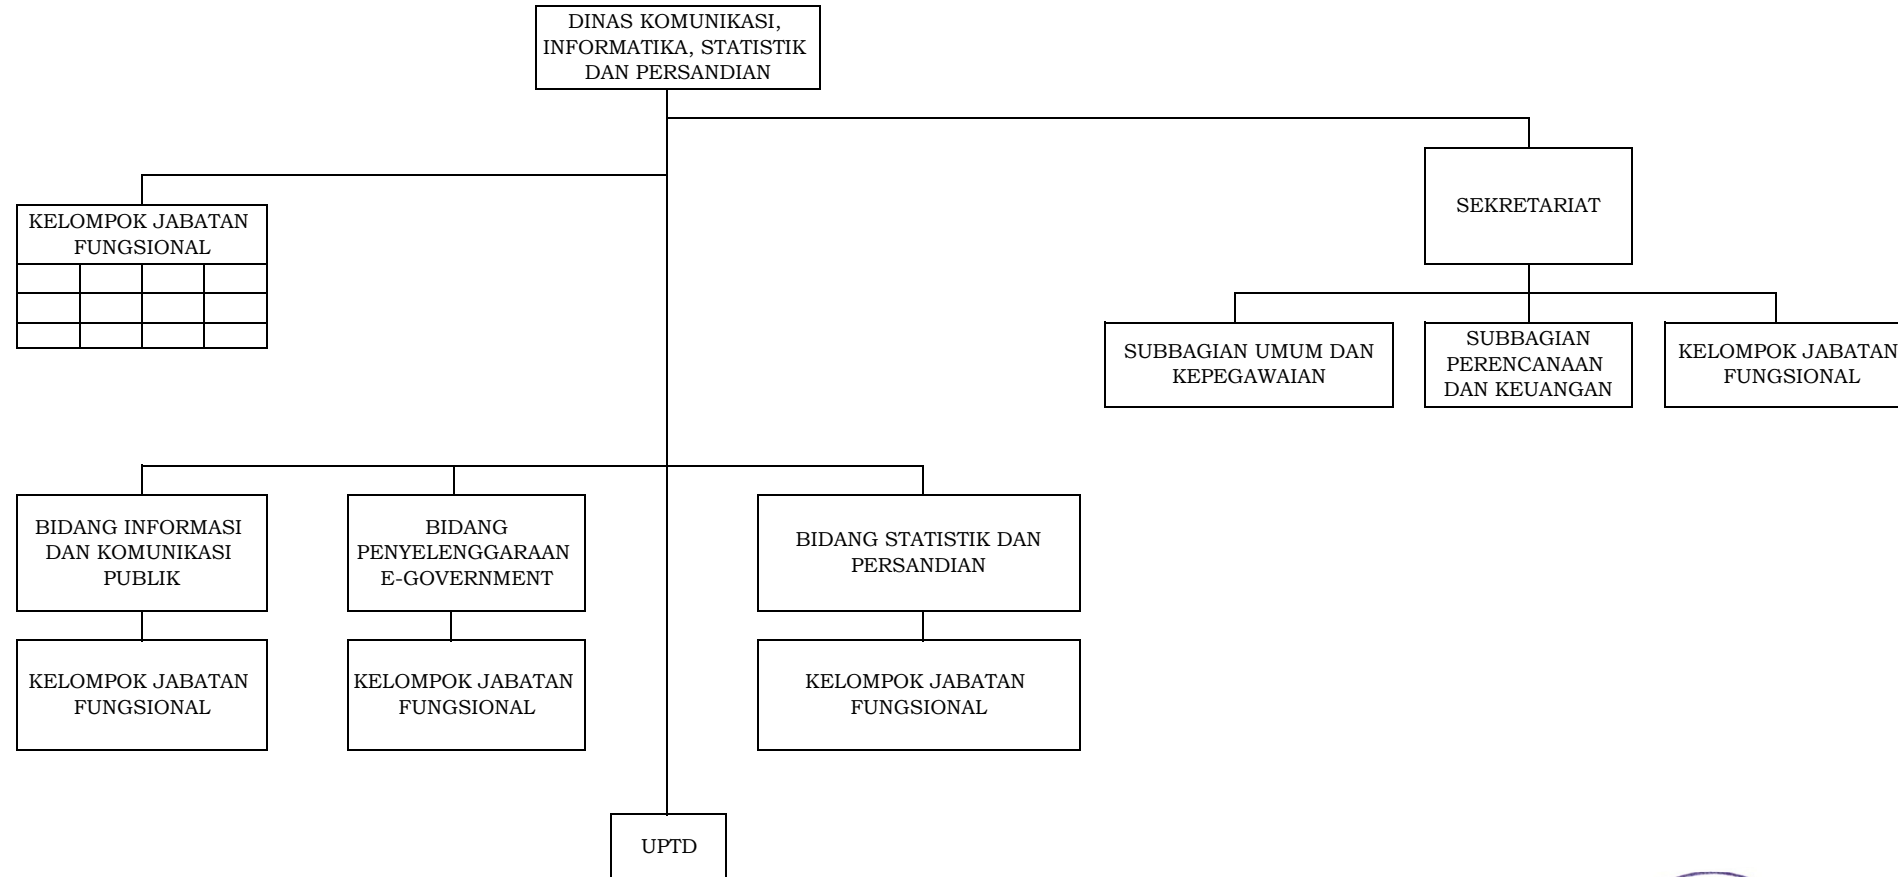 DINAS KOMUNIKASI,
INFORMATIKA, STATISTIK
DAN PERSANDIAN
KELOMPOK JABATAN
FUNGSIONAL
SEKRETARIAT
SUBBAGIAN UMUM DAN
KEPEGAWAIAN
SUBBAGIAN
PERENCANAAN
DAN KEUANGAN
KELOMPOK JABATAN
FUNGSIONAL
BIDANG INFORMASI
DAN KOMUNIKASI
PUBLIK
BIDANG
PENYELENGGARAAN
E-GOVERNMENT
BIDANG STATISTIK DAN
PERSANDIAN
KELOMPOK JABATAN
FUNGSIONAL
KELOMPOK JABATAN
FUNGSIONAL
KELOMPOK JABATAN
FUNGSIONAL
UPTD